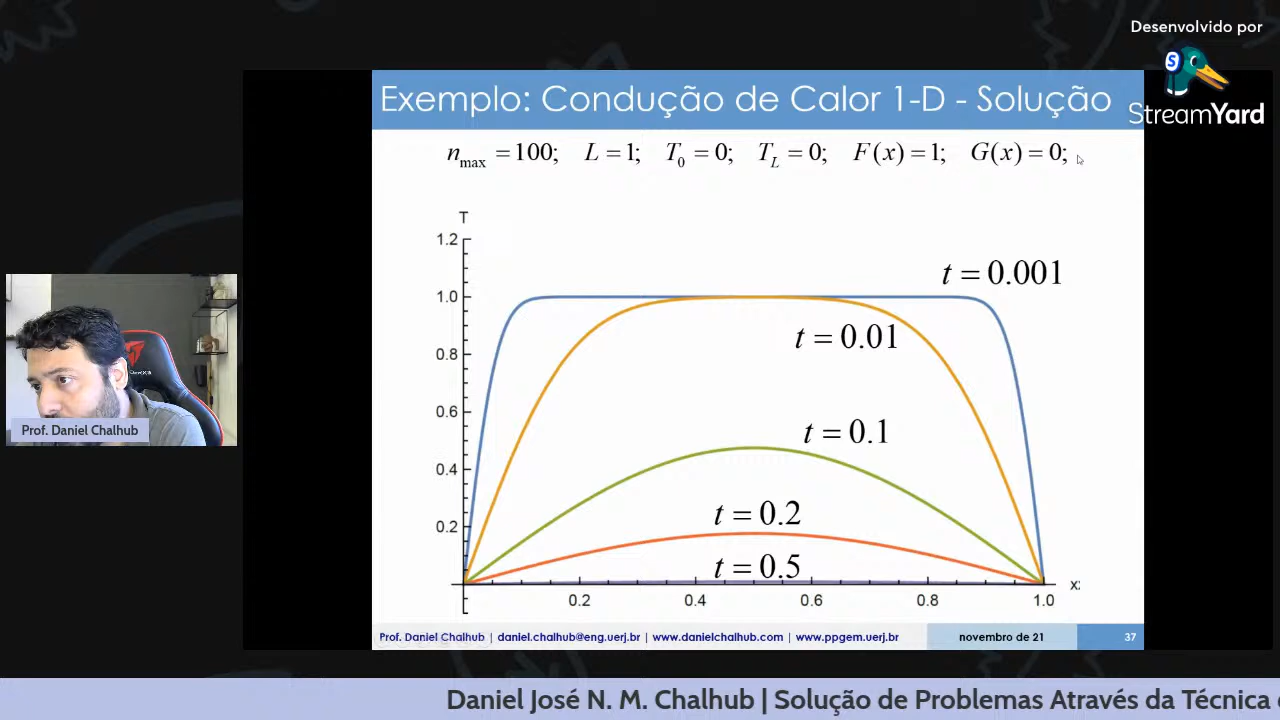 Desenvolvido por
StreamYard
Exemplo: Condução de Calor 1-D - Solução
n_max = 100; L = 1; T_0 = 0; T_L = 0; F(x) = 1; G(x) = 0;
T
1.2
t = 0.001
1.0
t = 0.01
0.8
0.6
t = 0.1
0.4
t = 0.2
0.2
t = 0.5
x
0.2 0.4 0.6 0.8 1.0
Prof. Daniel Chalhub
Prof. Daniel Chalhub | daniel.chalhub@eng.uerj.br | www.danielchalhub.com | www.ppgem.uerj.br novembro de 21 37
Daniel José N. M. Chalhub | Solução de Problemas Através da Técnica